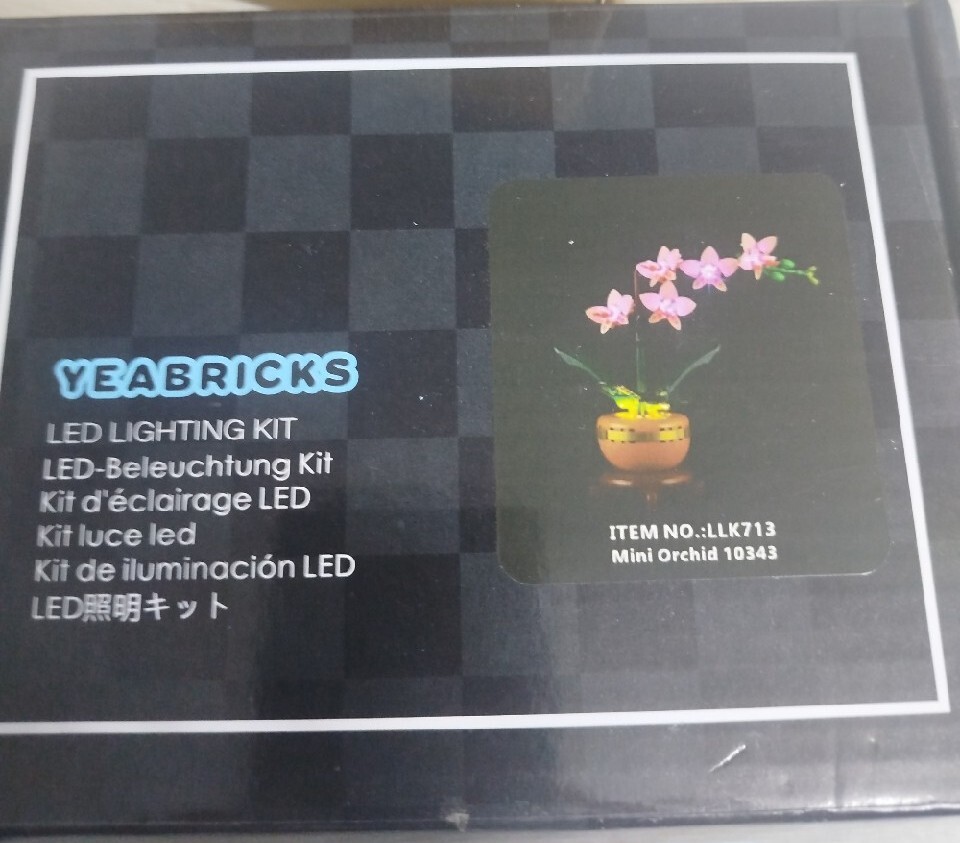 YEABRICKS
LED LIGHTING KIT
LED-Beleuchtung Kit
Kit d'éclairage LED
Kit luce led
Kit de iluminación LED
LED照明キット
ITEM NO.:LLK713
Mini Orchid 10343